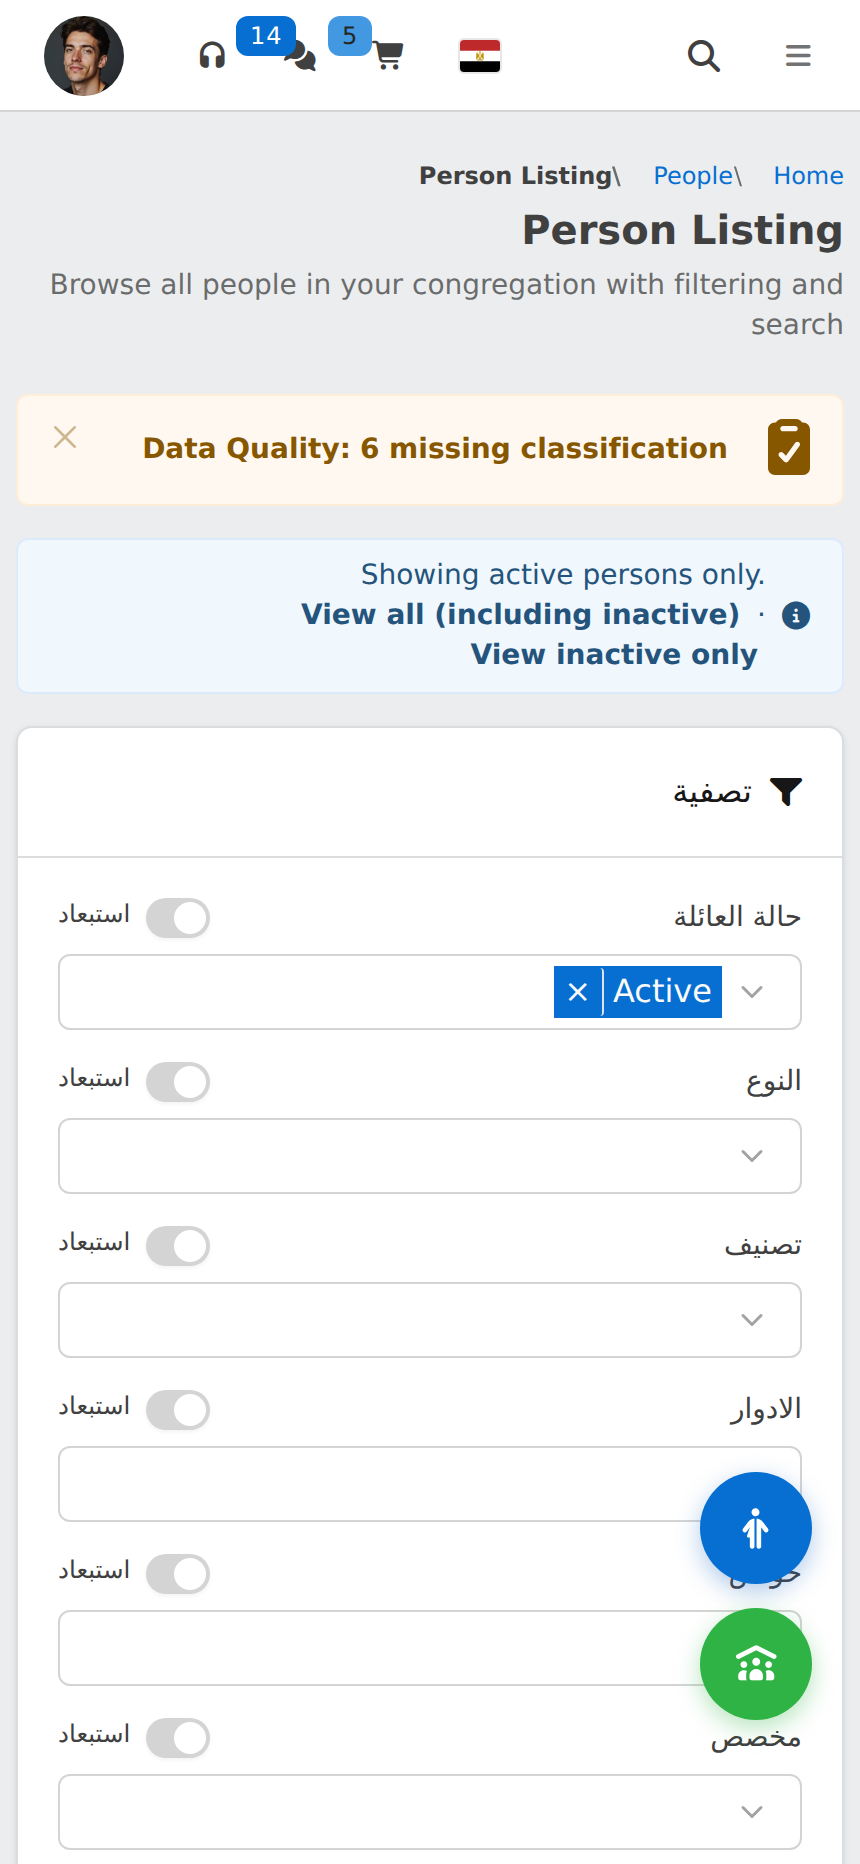 14
5
Home \ People \ Person Listing
Person Listing
Browse all people in your congregation with filtering and
search
Data Quality: 6 missing classification
Showing active persons only.
View all (including inactive) ·
View inactive only
تصفية
حالة العائلة
استبعاد
Active ×
النوع
استبعاد
تصنيف
استبعاد
الادوار
استبعاد
استبعاد
مخصص
استبعاد